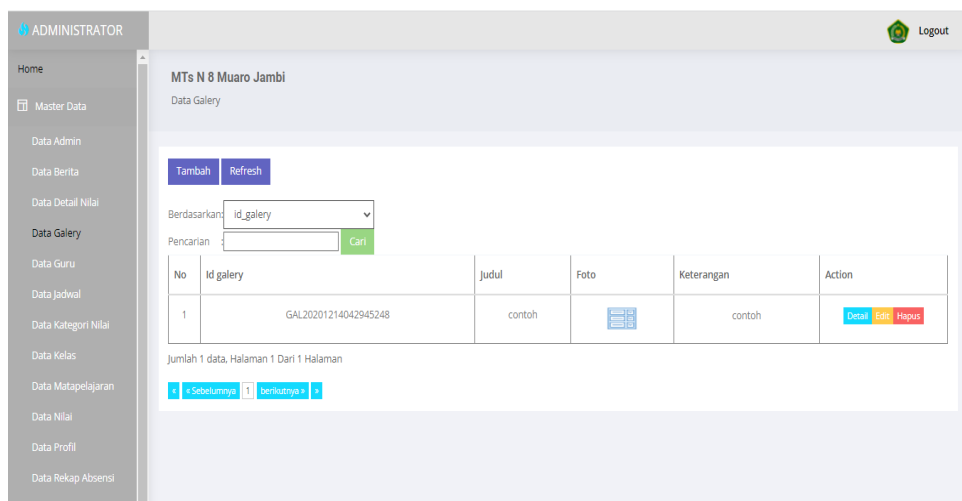 ADMINISTRATOR
Logout
Home
Master Data
Data Admin
Data Berita
Data Detail Nilai
Data Galery
Data Guru
Data Jadwal
Data Kategori Nilai
Data Kelas
Data Matapelajaran
Data Nilai
Data Profil
Data Rekap Absensi
MTs N 8 Muaro Jambi
Data Galery
Tambah Refresh
Berdasarkan: id_galery
Pencarian : Cari
No Id galery Judul Foto Keterangan Action
1 GAL20201214042945248 contoh contoh Detail Edit Hapus
Jumlah 1 data, Halaman 1 Dari 1 Halaman
« « Sebelumnya 1 berikutnya » »